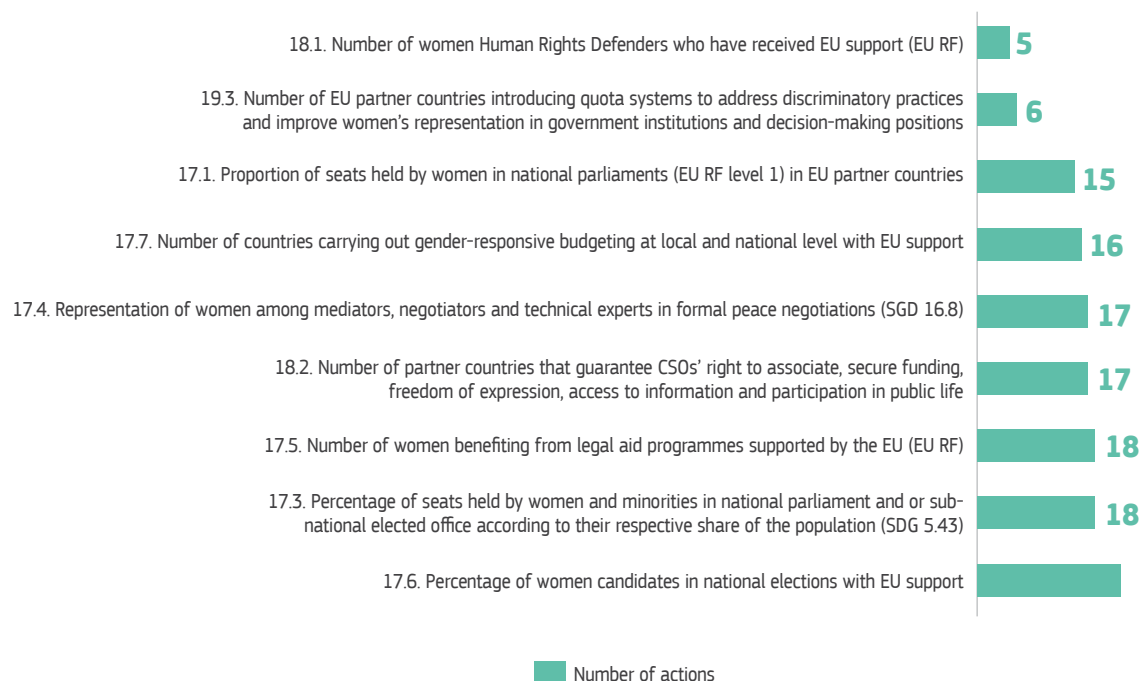 18.1. Number of women Human Rights Defenders who have received EU support (EU RF)
5
19.3. Number of EU partner countries introducing quota systems to address discriminatory practices
and improve women's representation in government institutions and decision-making positions
6
17.1. Proportion of seats held by women in national parliaments (EU RF level 1) in EU partner countries
15
17.7. Number of countries carrying out gender-responsive budgeting at local and national level with EU support
16
17.4. Representation of women among mediators, negotiators and technical experts in formal peace negotiations (SGD 16.8)
17
18.2. Number of partner countries that guarantee CSOs' right to associate, secure funding,
freedom of expression, access to information and participation in public life
17
17.5. Number of women benefiting from legal aid programmes supported by the EU (EU RF)
18
17.3. Percentage of seats held by women and minorities in national parliament and or sub-
national elected office according to their respective share of the population (SDG 5.43)
18
17.6. Percentage of women candidates in national elections with EU support
Number of actions